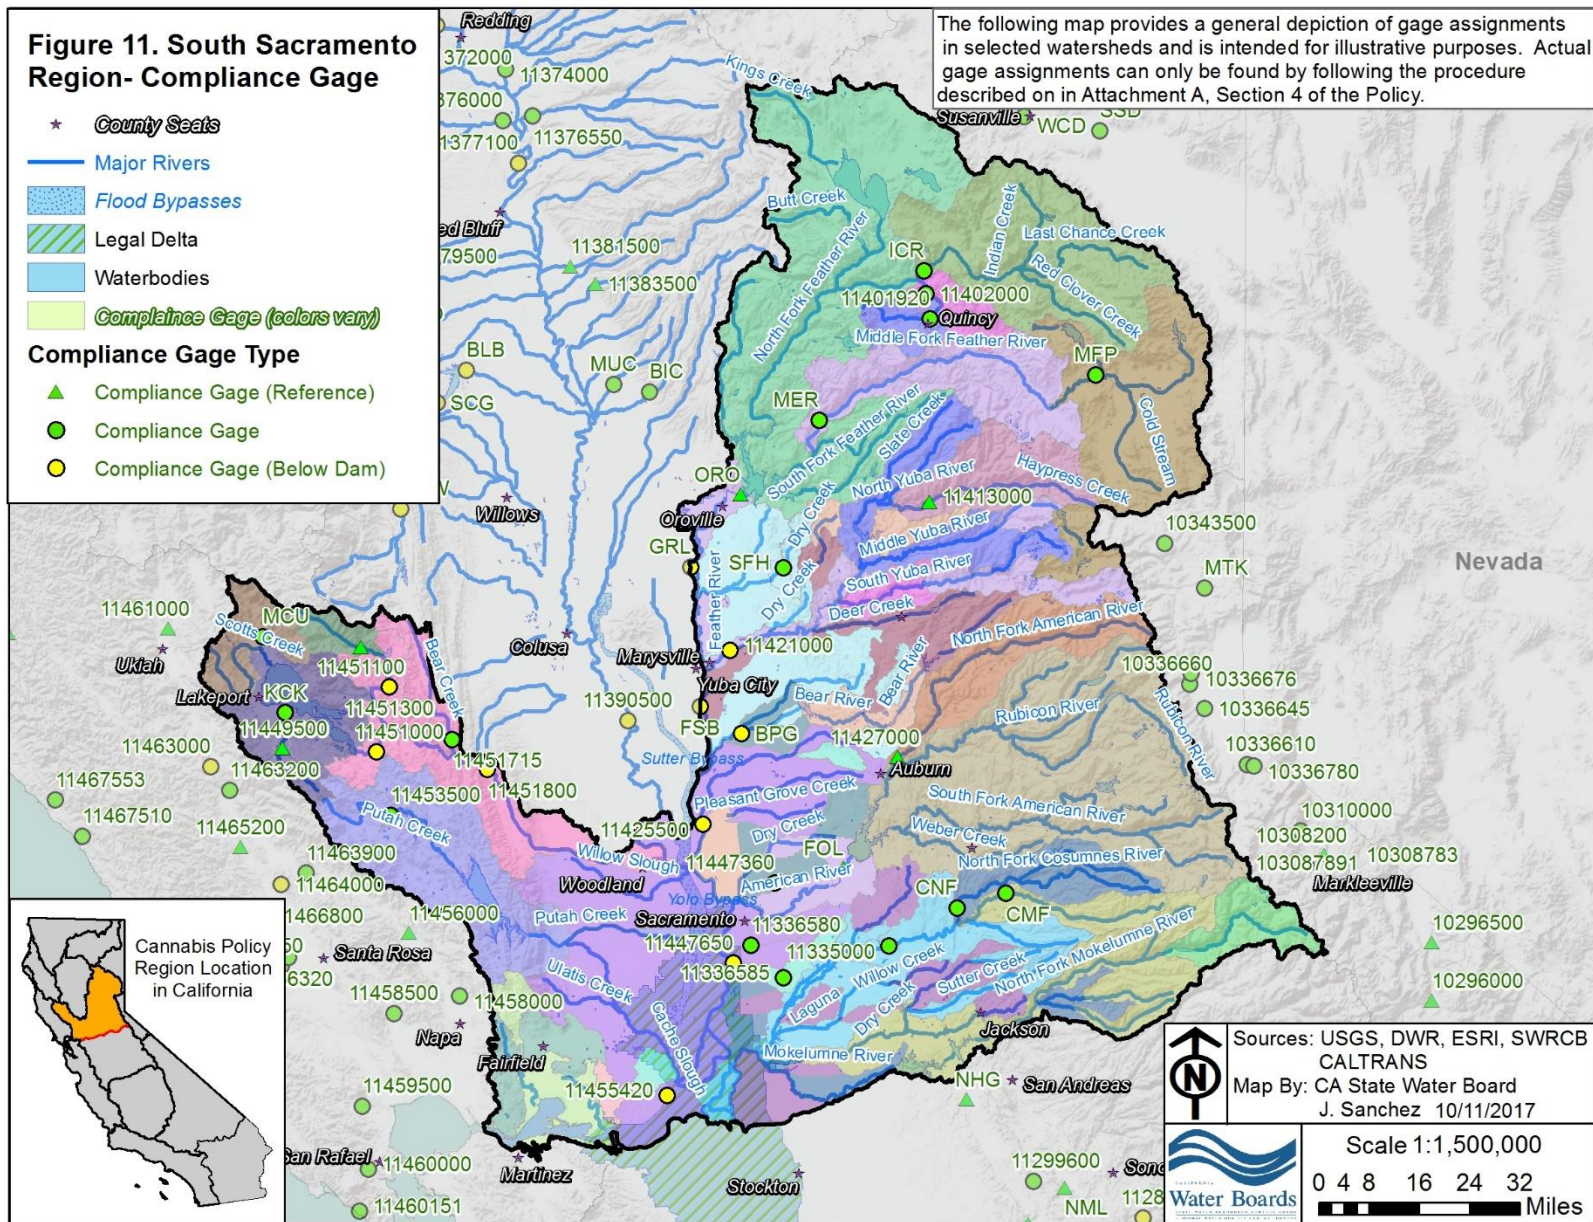 Figure 11. South Sacramento
Region- Compliance Gage
County Seats
Major Rivers
Flood Bypasses
Legal Delta
Waterbodies
Complaince Gage (colors vary)
Compliance Gage Type
Compliance Gage (Reference)
Compliance Gage
Compliance Gage (Below Dam)
The following map provides a general depiction of gage assignments
in selected watersheds and is intended for illustrative purposes. Actual
gage assignments can only be found by following the procedure
described on in Attachment A, Section 4 of the Policy.
Redding
372000
11374000
376000
11376550
377100
Kings Creek
Susanville
WCD
SSD
ed Bluff
79500
11381500
11383500
Butt Creek
North Fork Feather River
Indian Creek
Last Chance Creek
Red Clover Creek
ICR
11401920
11402000
Quincy
Middle Fork Feather River
MFP
BLB
MUC
BIC
SCG
MER
South Fork Feather River
Slate Creek
Cold Stream
ORO
Oroville
Dry Creek
North Yuba River
Haypress Creek
11413000
Willows
W
GRL
Feather River
SFH
Dry Creek
Middle Yuba River
South Yuba River
Deer Creek
North Fork American River
10343500
MTK
Nevada
11461000
Ukiah
Scotts Creek
MCU
Bear Creek
Colusa
Marysville
11421000
Yuba City
Lakeport
KCK
11451100
11451300
11449500
11451000
11390500
FSB
BPG
Bear River
Bear River
11427000
Auburn
Rubicon River
Rubicon River
10336660
10336676
10336645
10336610
10336780
11463000
11463200
11467553
11467510
11465200
11463900
11464000
11451715
11451800
11453500
Putah Creek
Sutter Bypass
Pleasant Grove Creek
11425500
Dry Creek
11447360
FOL
South Fork American River
Weber Creek
North Fork Cosumnes River
10310000
10308200
103087891
10308783
Markleeville
Willow Slough
Woodland
American River
Yolo Bypass
CNF
CMF
11466800
50
6320
Santa Rosa
11456000
Putah Creek
Sacramento
11336580
11447650
11335000
11336585
Ulatis Creek
Cache Slough
Laguna
Willow Creek
Dry Creek
Sutter Creek
North Fork Mokelumne River
Jackson
10296500
10296000
11458500
11458000
Napa
Fairfield
Mokelumne River
11455420
11459500
NHG
San Andreas
San Rafael
11460000
11460151
Martinez
Stockton
11299600
NML
Sono
1128
Cannabis Policy
Region Location
in California
N
Sources: USGS, DWR, ESRI, SWRCB
CALTRANS
Map By: CA State Water Board
J. Sanchez 10/11/2017
CALIFORNIA
Water Boards
Scale 1:1,500,000
0 4 8 16 24 32
Miles